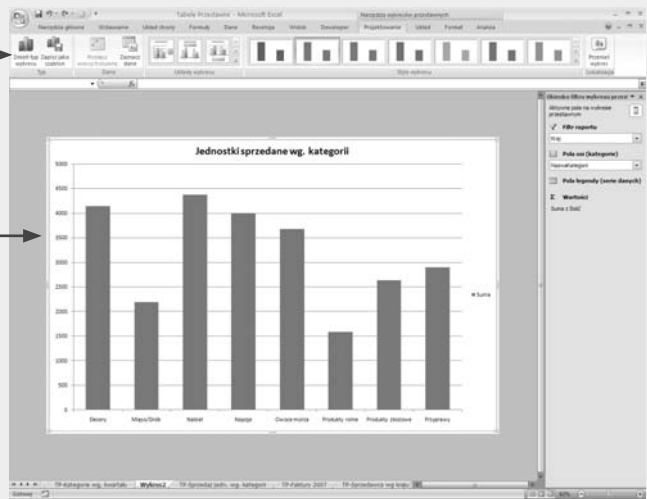 Tabele Przestawne - Microsoft Excel
Narzędzia wykresów przestawnych
Narzędzia główne Wstawianie Układ strony Formuły Dane Recenzja Widok Deweloper Projektowanie Układ Format Analiza
Zmień typ wykresu
Zapisz jako szablon
Zaznacz dane
Przenieś wykres
Typ Dane Układy wykresu Style wykresu Lokalizacja
Jednostki sprzedane wg. kategorii
5000
4500
4000
3500
3000
2500
2000
1500
1000
500
0
Desery Mięso/Drób Nabiał Napoje Owoce morza Produkty rolne Produkty zbożowe Przyprawy
Suma
Aktywne pola na wykresie przestawnym
Filtr raportu
Kraj
Pola osi (kategorie)
NazwaKategorii
Pola legendy (serie danych)
Σ Wartości
Suma z Ilość
TP-Kategorie wg. kwartału Wykres2 TP-Sprzedaż jedn. wg. kategorii TP-Faktury 2007 TP-Sprzedawca wg kraju
Gotowy